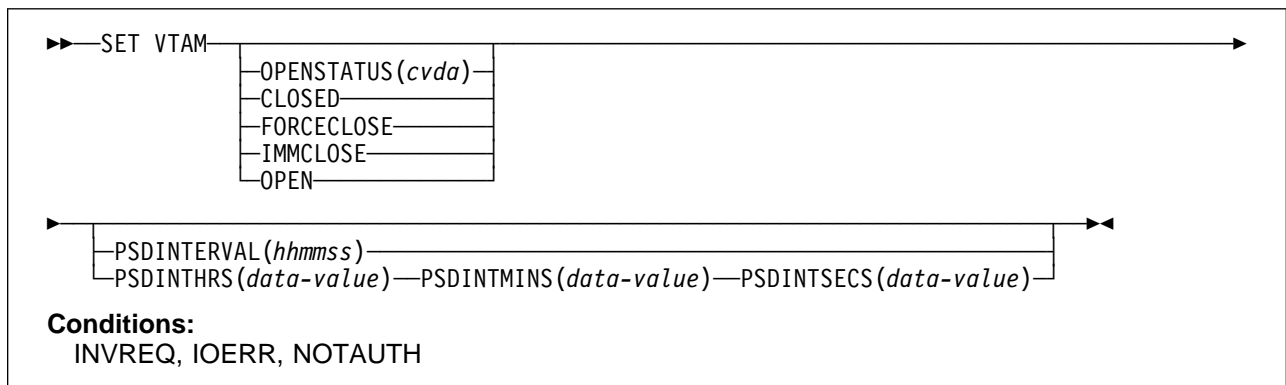 SET VTAM
OPENSTATUS(cvda)
CLOSED
FORCECLOSE
IMMCLOSE
OPEN
PSDINTERVAL(hhmmss)
PSDINTHRS(data-value) PSDINTMINS(data-value) PSDINTSECS(data-value)
Conditions:
INVREQ, IOERR, NOTAUTH